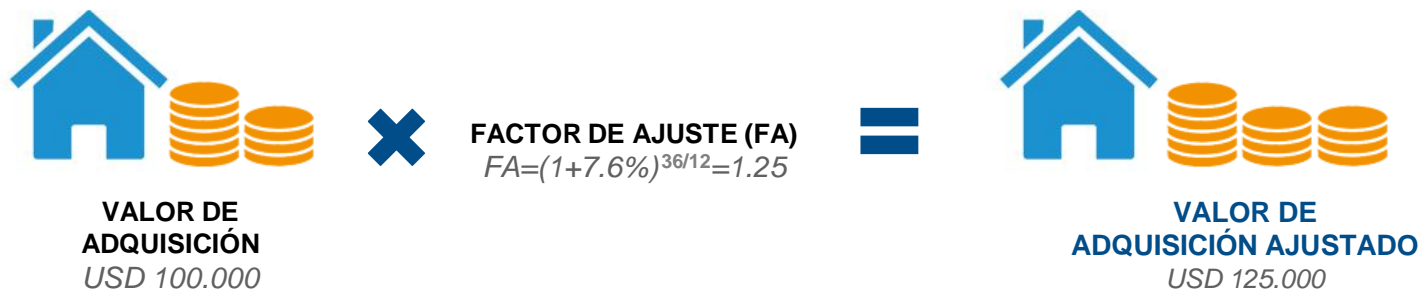 FACTOR DE AJUSTE (FA)
FA=(1+7.6%)^36/12=1.25
VALOR DE
ADQUISICIÓN
USD 100.000
VALOR DE
ADQUISICIÓN AJUSTADO
USD 125.000